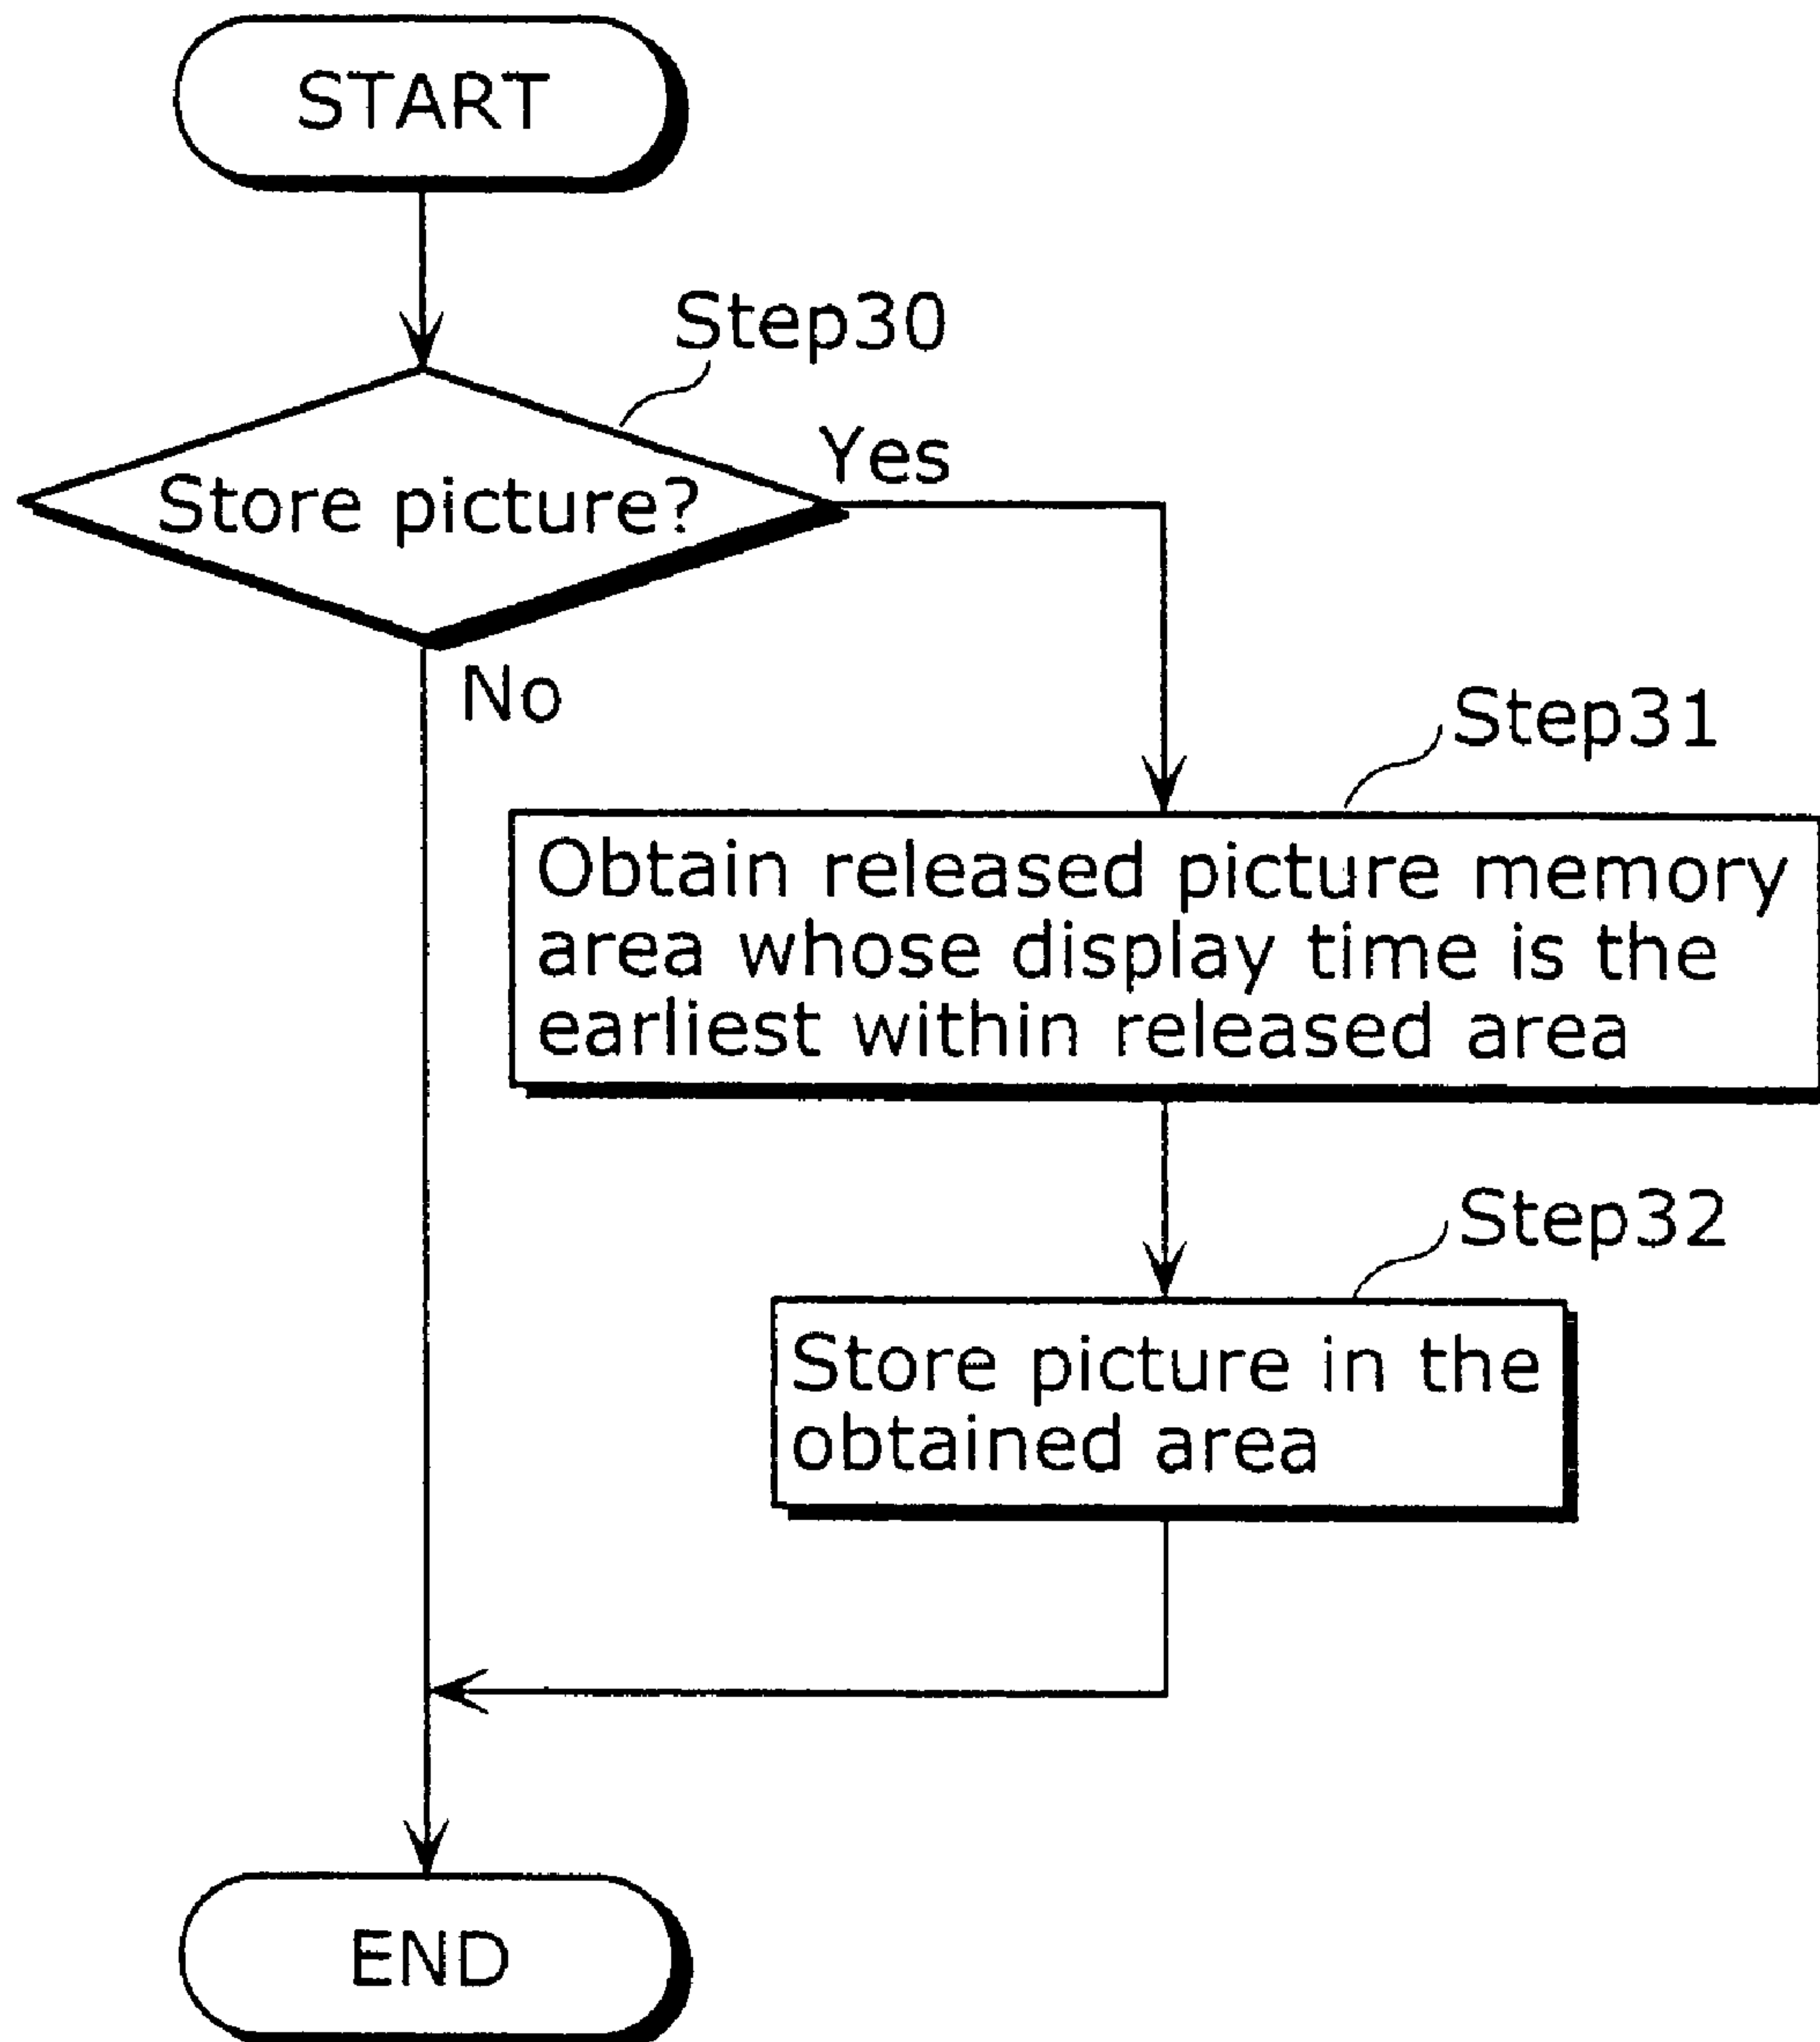 START
Step30
Store picture?
Yes
No
Step31
Obtain released picture memory
area whose display time is the
earliest within released area
Step32
Store picture in the
obtained area
END